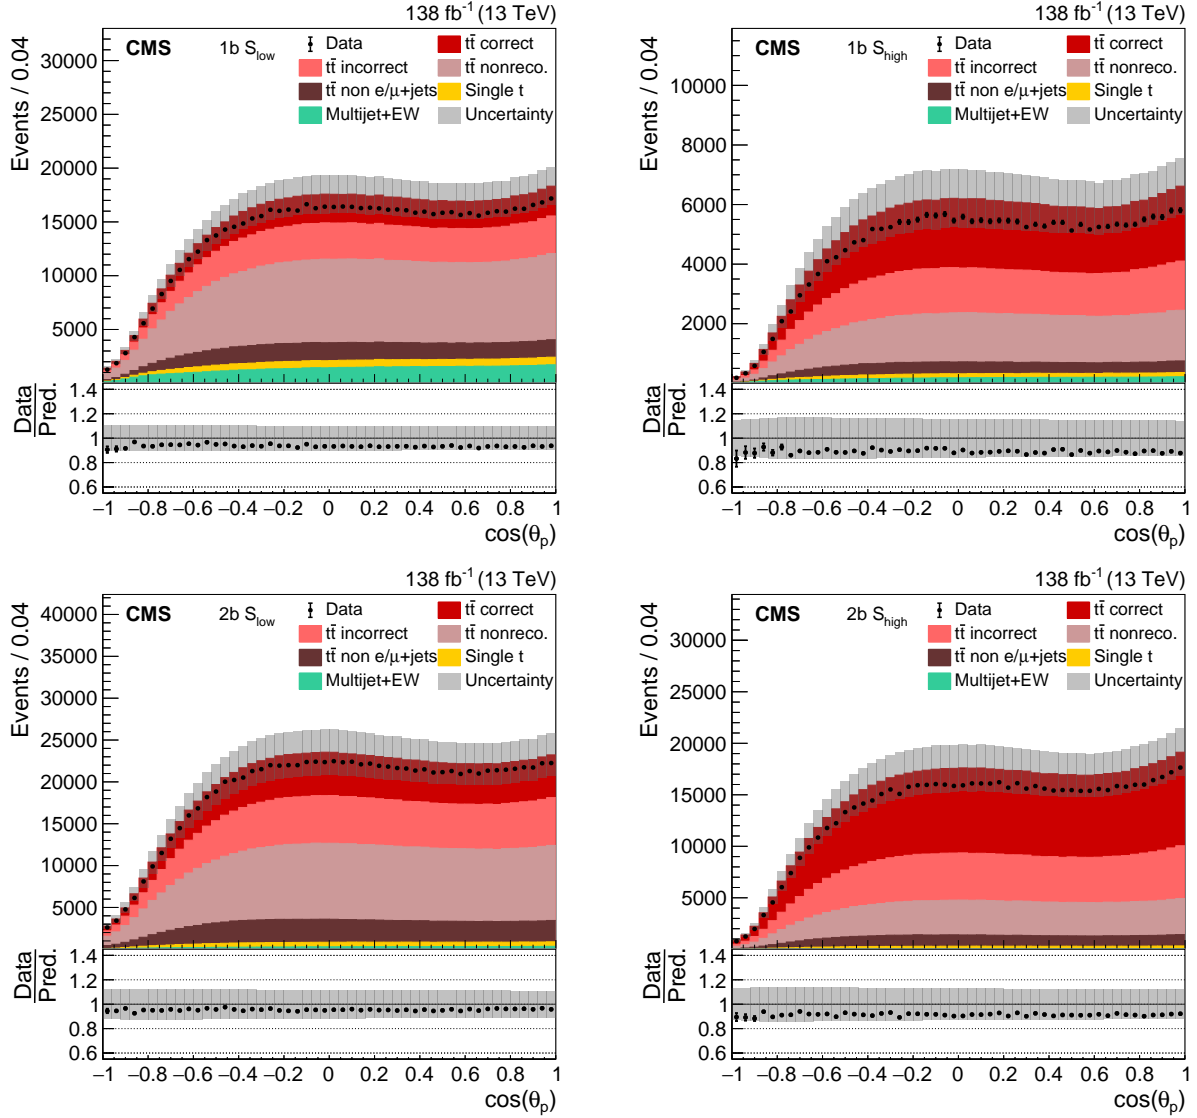 138 fb⁻¹ (13 TeV)
CMS 1b S_low
Data
tt̄ correct
tt̄ incorrect
tt̄ nonreco.
tt̄ non e/μ+jets
Single t
Multijet+EW
Uncertainty
Events / 0.04
30000
25000
20000
15000
10000
5000
Data
Pred.
1.4
1.2
1
0.8
0.6
−1 −0.8 −0.6 −0.4 −0.2 0 0.2 0.4 0.6 0.8 1
cos(θ_p)
138 fb⁻¹ (13 TeV)
CMS 1b S_high
Data
tt̄ correct
tt̄ incorrect
tt̄ nonreco.
tt̄ non e/μ+jets
Single t
Multijet+EW
Uncertainty
Events / 0.04
10000
8000
6000
4000
2000
Data
Pred.
1.4
1.2
1
0.8
0.6
−1 −0.8 −0.6 −0.4 −0.2 0 0.2 0.4 0.6 0.8 1
cos(θ_p)
138 fb⁻¹ (13 TeV)
CMS 2b S_low
Data
tt̄ correct
tt̄ incorrect
tt̄ nonreco.
tt̄ non e/μ+jets
Single t
Multijet+EW
Uncertainty
Events / 0.04
40000
35000
30000
25000
20000
15000
10000
5000
Data
Pred.
1.4
1.2
1
0.8
0.6
−1 −0.8 −0.6 −0.4 −0.2 0 0.2 0.4 0.6 0.8 1
cos(θ_p)
138 fb⁻¹ (13 TeV)
CMS 2b S_high
Data
tt̄ correct
tt̄ incorrect
tt̄ nonreco.
tt̄ non e/μ+jets
Single t
Multijet+EW
Uncertainty
Events / 0.04
30000
25000
20000
15000
10000
5000
Data
Pred.
1.4
1.2
1
0.8
0.6
−1 −0.8 −0.6 −0.4 −0.2 0 0.2 0.4 0.6 0.8 1
cos(θ_p)